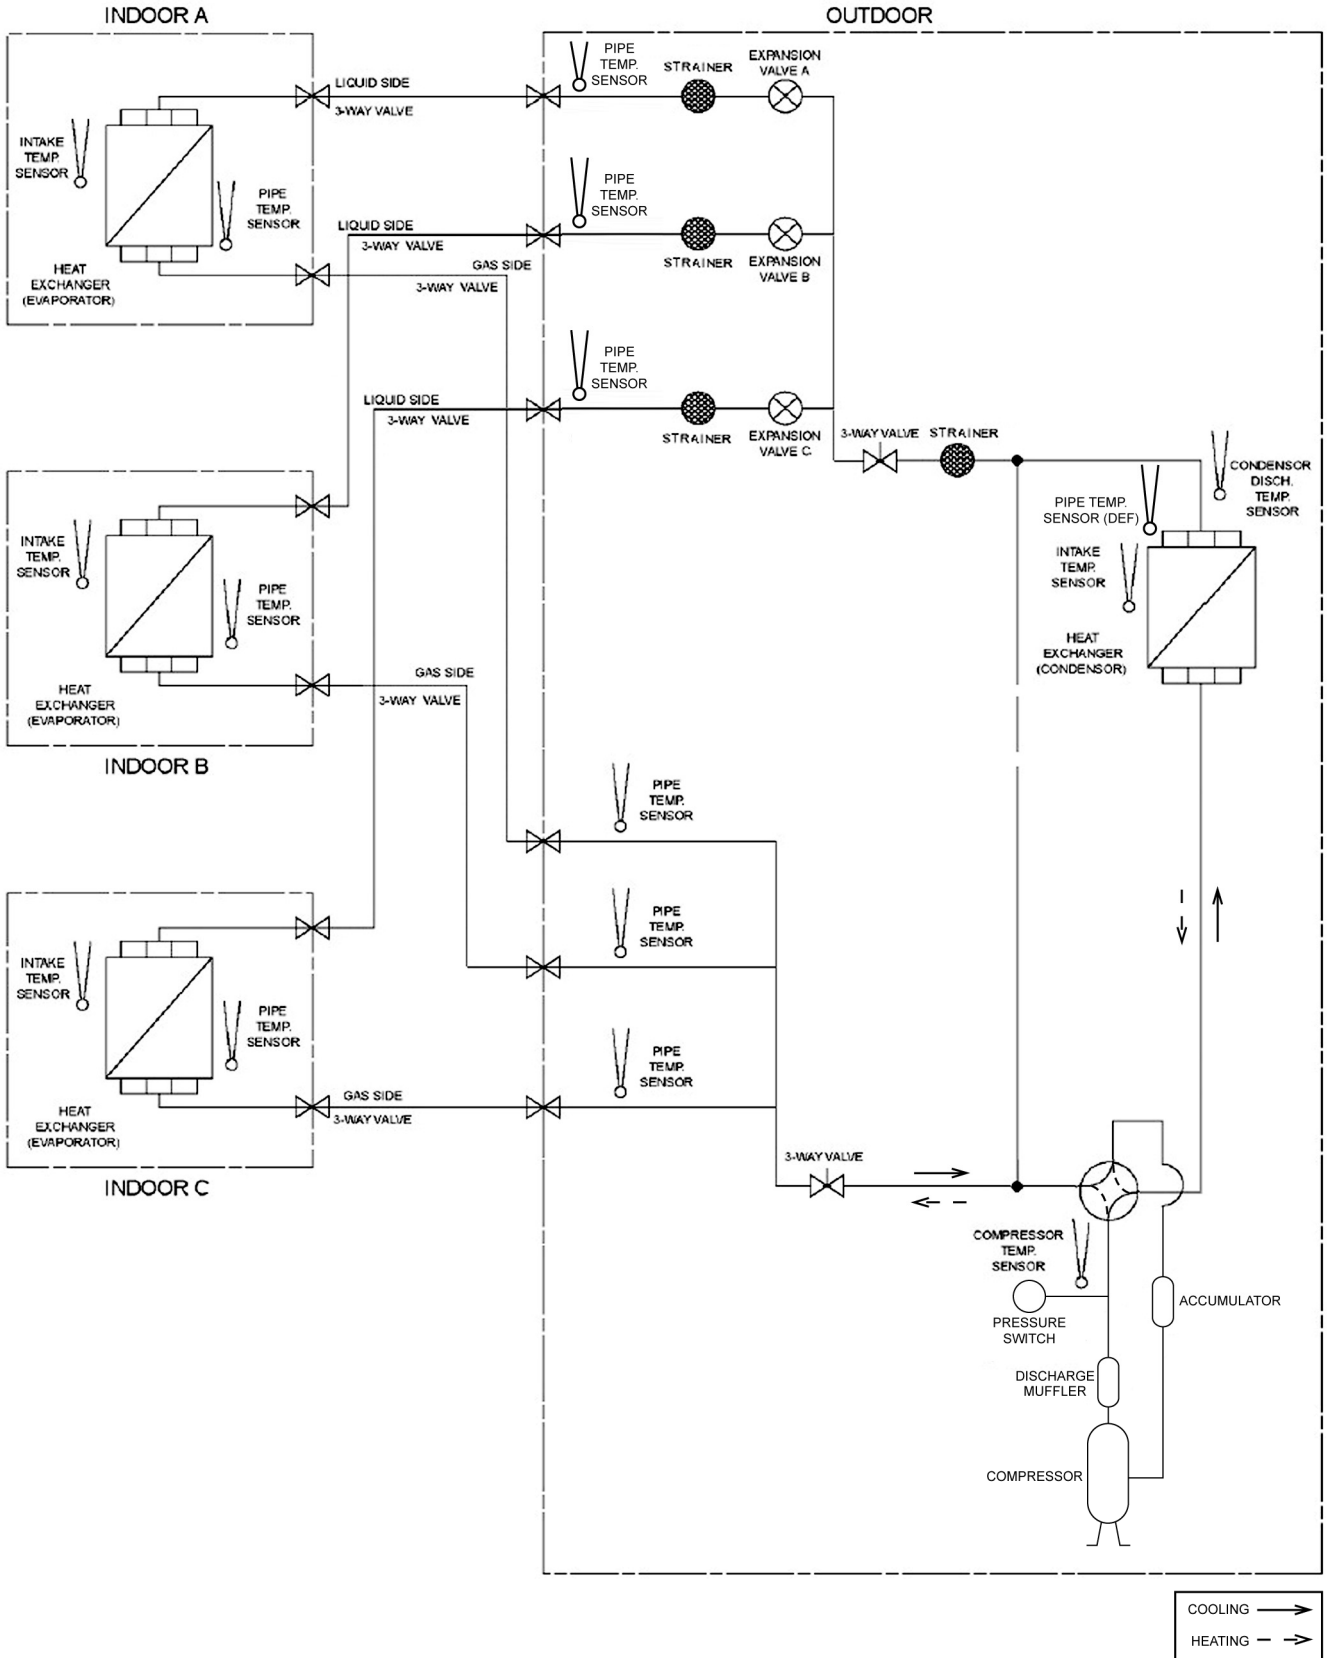 INDOOR A
OUTDOOR
LIQUID SIDE
3-WAY VALVE
PIPE
TEMP.
SENSOR
STRAINER
EXPANSION
VALVE A
INTAKE
TEMP.
SENSOR
PIPE
TEMP.
SENSOR
HEAT
EXCHANGER
(EVAPORATOR)
LIQUID SIDE
3-WAY VALVE
PIPE
TEMP.
SENSOR
STRAINER
EXPANSION
VALVE B
GAS SIDE
3-WAY VALVE
PIPE
TEMP.
SENSOR
LIQUID SIDE
3-WAY VALVE
STRAINER
EXPANSION
VALVE C
3-WAY VALVE
STRAINER
CONDENSOR
DISCH.
TEMP.
SENSOR
PIPE TEMP.
SENSOR (DEF)
INTAKE
TEMP.
SENSOR
HEAT
EXCHANGER
(CONDENSOR)
INTAKE
TEMP.
SENSOR
PIPE
TEMP.
SENSOR
HEAT
EXCHANGER
(EVAPORATOR)
GAS SIDE
3-WAY VALVE
INDOOR B
PIPE
TEMP.
SENSOR
PIPE
TEMP.
SENSOR
PIPE
TEMP.
SENSOR
INTAKE
TEMP.
SENSOR
PIPE
TEMP.
SENSOR
HEAT
EXCHANGER
(EVAPORATOR)
GAS SIDE
3-WAY VALVE
INDOOR C
3-WAY VALVE
COMPRESSOR
TEMP.
SENSOR
PRESSURE
SWITCH
ACCUMULATOR
DISCHARGE
MUFFLER
COMPRESSOR
COOLING
HEATING